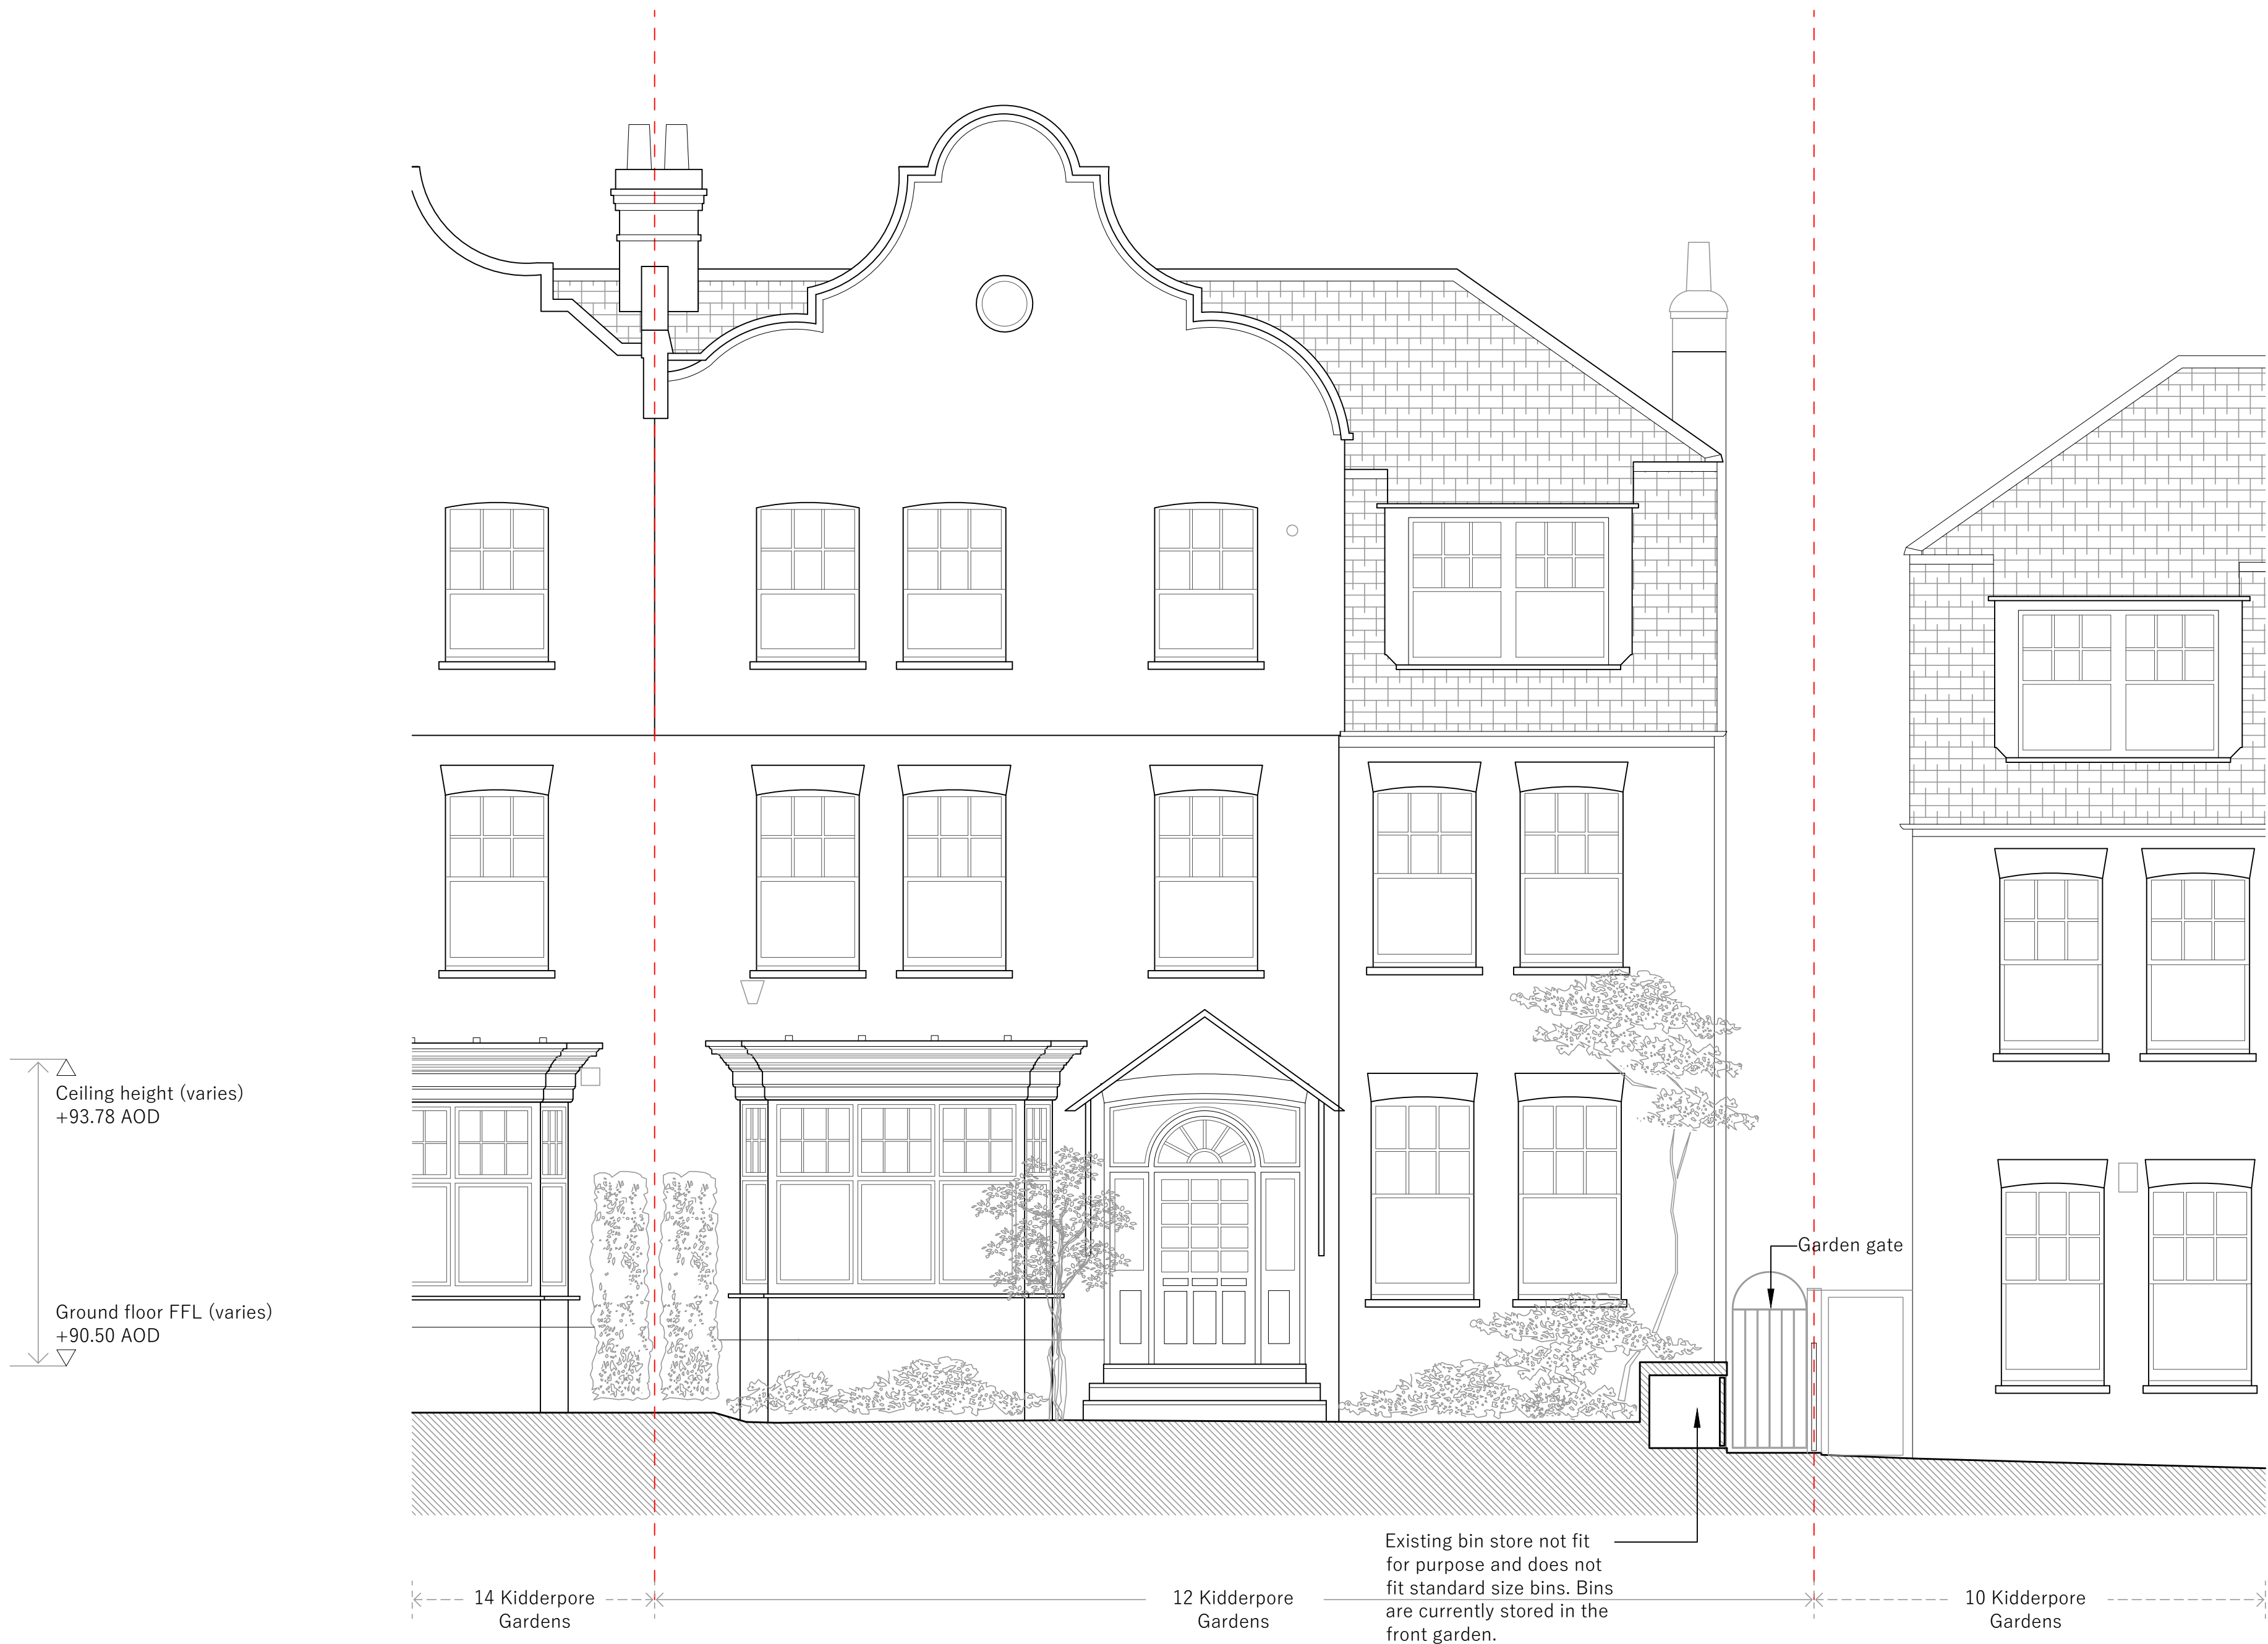 Ceiling height (varies)
+93.78 AOD
Garden gate
Ground floor FFL (varies)
+90.50 AOD
Existing bin store not fit
for purpose and does not
fit standard size bins. Bins
are currently stored in the
front garden.
14 Kidderpore
Gardens
12 Kidderpore
Gardens
10 Kidderpore
Gardens